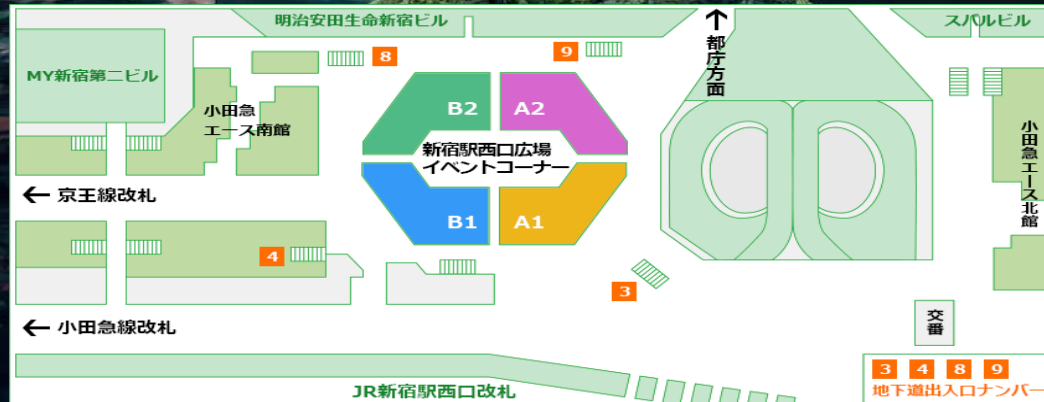 明治安田生命新宿ビル
スバルビル
↑
都庁方面
8
9
MY新宿第二ビル
小田急
エース南館
B2
A2
新宿駅西口広場
イベントコーナー
B1
A1
小田急エース北館
← 京王線改札
4
3
← 小田急線改札
交番
JR新宿駅西口改札
3 4 8 9
地下道出入口ナンバー